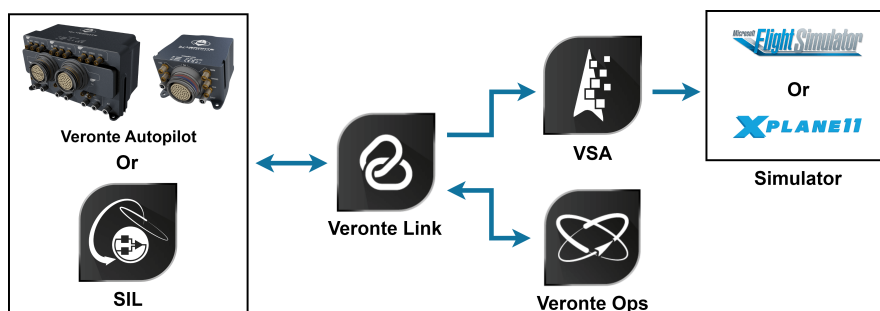 Veronte Autopilot
Or
SIL
Veronte Link
VSA
Veronte Ops
Microsoft
Flight Simulator
Or
XPLANE11
Simulator